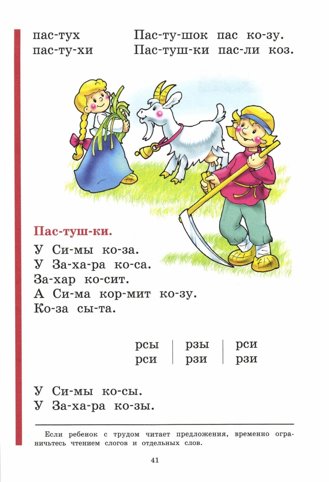 пас-тух Пас-ту-шок пас ко-зу.
пас-ту-хи Пас-туш-ки пас-ли коз.
Пас-туш-ки.
У Си-мы ко-за.
У За-ха-ра ко-са.
За-хар ко-сит.
А Си-ма кор-мит ко-зу.
Ко-за сы-та.
рсы рзы рси
рси рзи рзи
У Си-мы ко-сы.
У За-ха-ра ко-зы.
Если ребенок с трудом читает предложения, временно огра-
ничьтесь чтением слогов и отдельных слов.
41